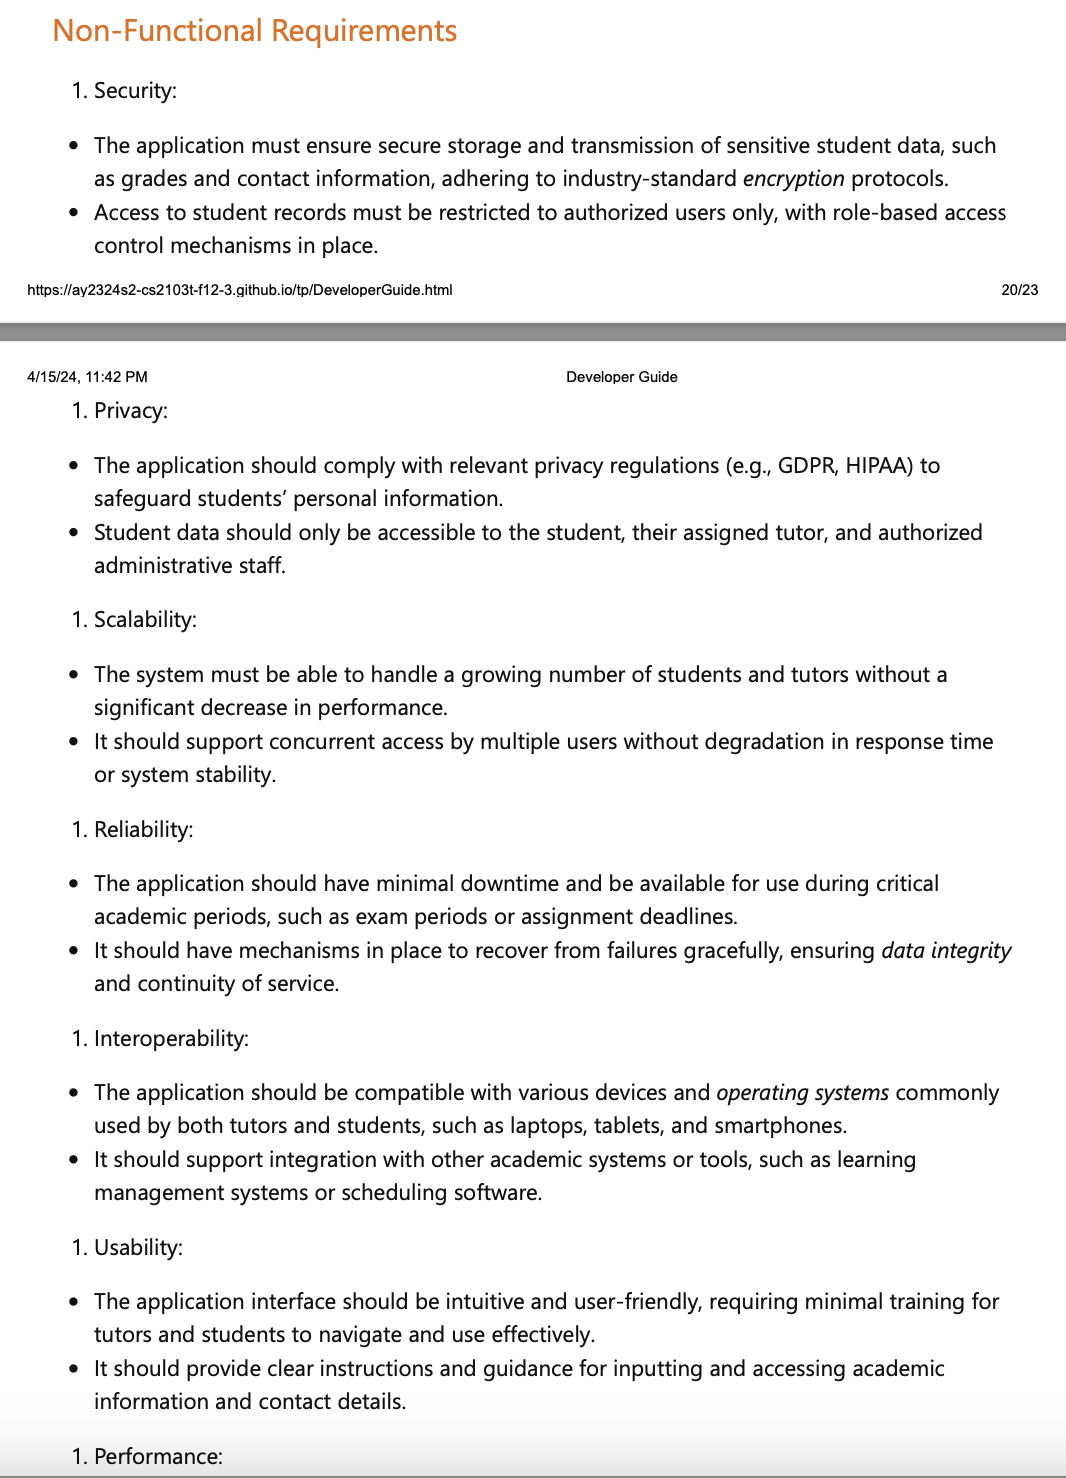 Non-Functional Requirements
1. Security:
• The application must ensure secure storage and transmission of sensitive student data, such
as grades and contact information, adhering to industry-standard encryption protocols.
• Access to student records must be restricted to authorized users only, with role-based access
control mechanisms in place.
https://ay2324s2-cs2103t-f12-3.github.io/tp/DeveloperGuide.html 20/23
4/15/24, 11:42 PM Developer Guide
1. Privacy:
• The application should comply with relevant privacy regulations (e.g., GDPR, HIPAA) to
safeguard students’ personal information.
• Student data should only be accessible to the student, their assigned tutor, and authorized
administrative staff.
1. Scalability:
• The system must be able to handle a growing number of students and tutors without a
significant decrease in performance.
• It should support concurrent access by multiple users without degradation in response time
or system stability.
1. Reliability:
• The application should have minimal downtime and be available for use during critical
academic periods, such as exam periods or assignment deadlines.
• It should have mechanisms in place to recover from failures gracefully, ensuring data integrity
and continuity of service.
1. Interoperability:
• The application should be compatible with various devices and operating systems commonly
used by both tutors and students, such as laptops, tablets, and smartphones.
• It should support integration with other academic systems or tools, such as learning
management systems or scheduling software.
1. Usability:
• The application interface should be intuitive and user-friendly, requiring minimal training for
tutors and students to navigate and use effectively.
• It should provide clear instructions and guidance for inputting and accessing academic
information and contact details.
1. Performance: